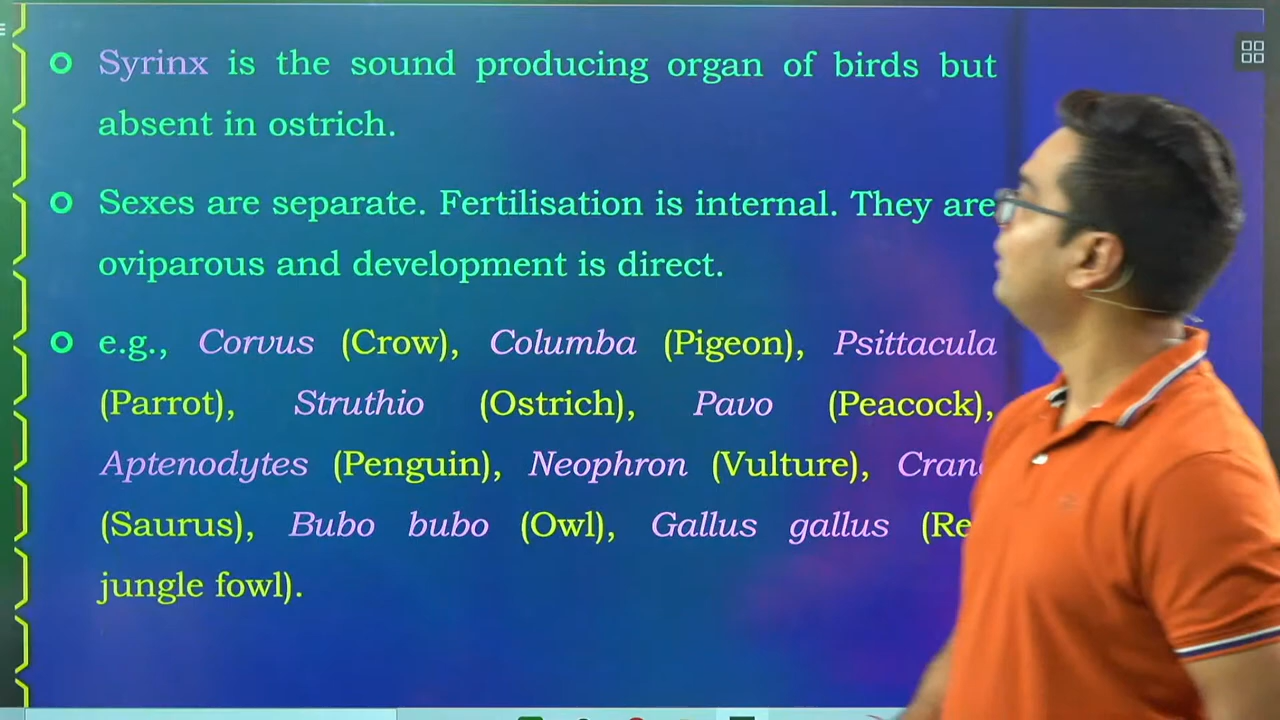 Syrinx is the sound producing organ of birds but
absent in ostrich.
Sexes are separate. Fertilisation is internal. They are
oviparous and development is direct.
e.g., Corvus (Crow), Columba (Pigeon), Psittacula
(Parrot), Struthio (Ostrich), Pavo (Peacock),
Aptenodytes (Penguin), Neophron (Vulture),
(Saurus), Bubo bubo (Owl), Gallus gallus
jungle fowl).